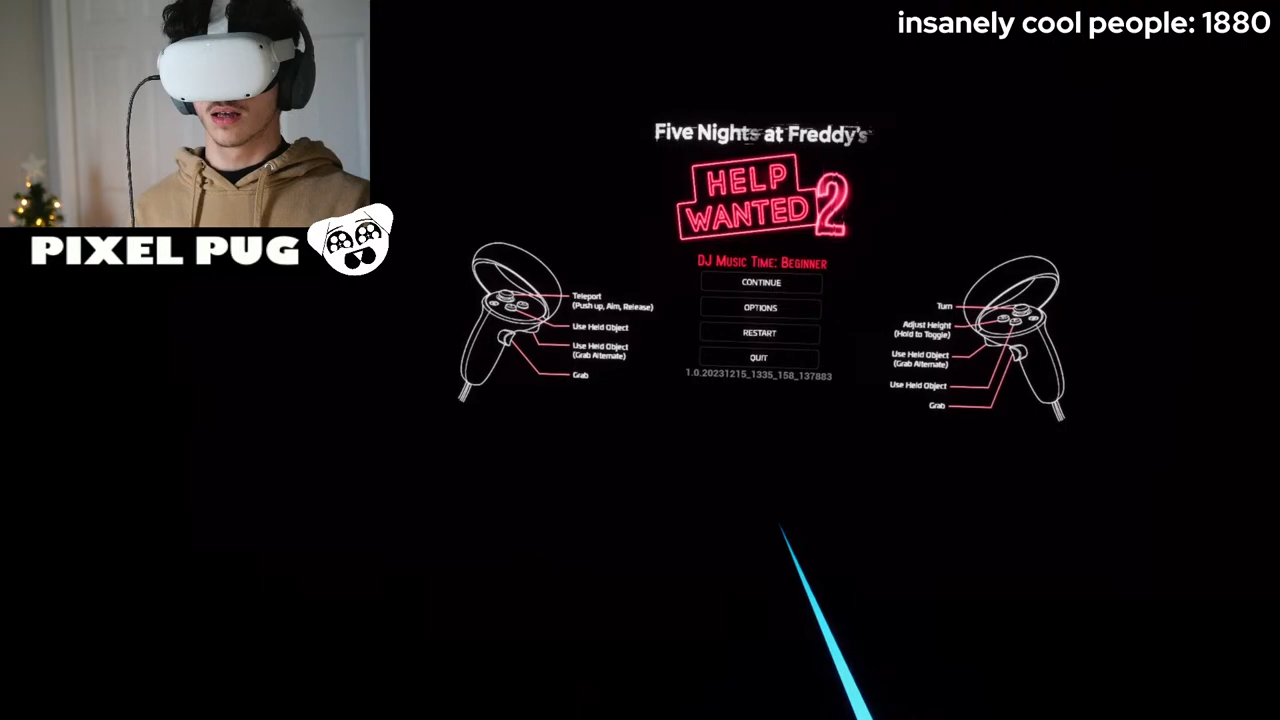 insanely cool people: 1880
PIXEL PUG
Five Nights at Freddy's
HELP
WANTED 2
DJ Music Time: Beginner
CONTINUE
OPTIONS
RESTART
QUIT
1.0.20231215_1335_158_137883
Teleport
(Push up, Aim, Release)
Use Held Object
Use Held Object
(Grab Alternate)
Grab
Turn
Adjust Height
(Hold to Toggle)
Use Held Object
(Grab Alternate)
Use Held Object
Grab